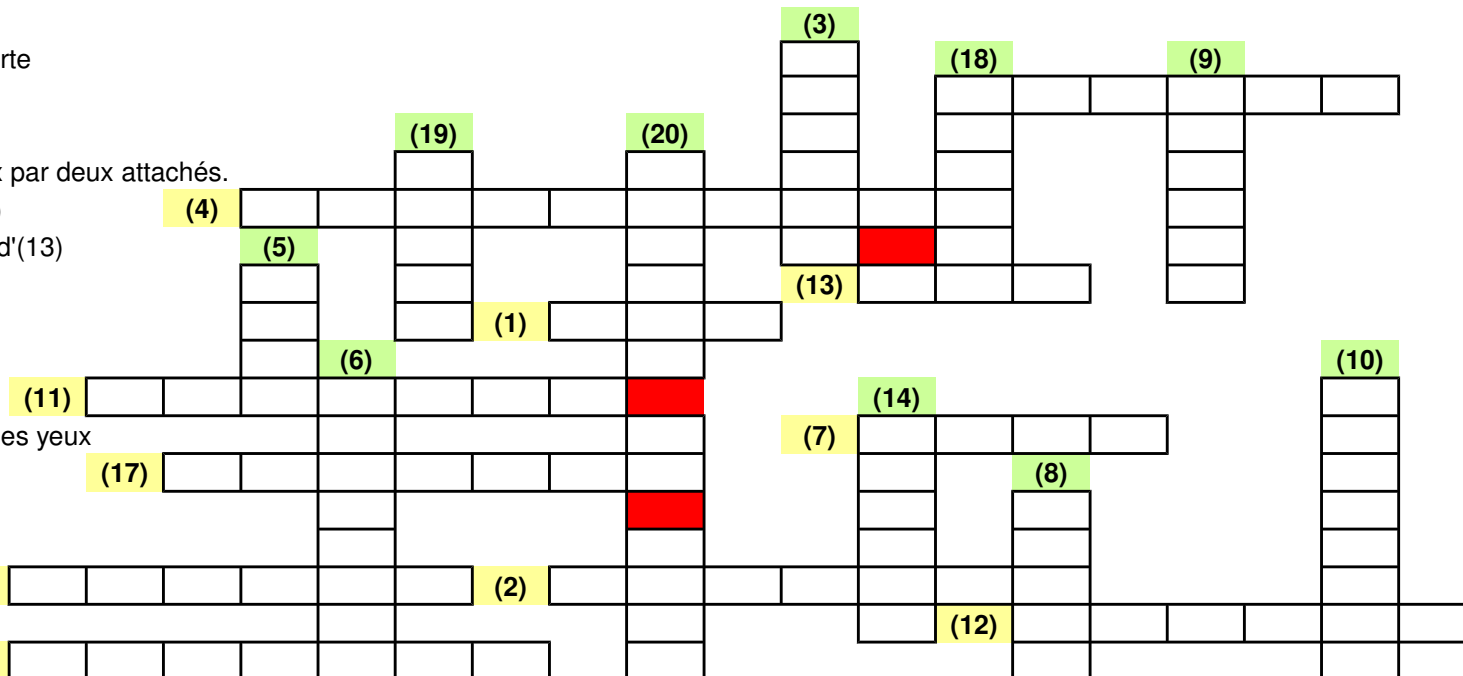 (3)
rte (18) (9)
(19) (20)
x par deux attachés.
(4)
d'(13) (5)
(13)
(1)
(6) (10)
(11) (14)
es yeux (7)
(17) (8)
(2)
(12)